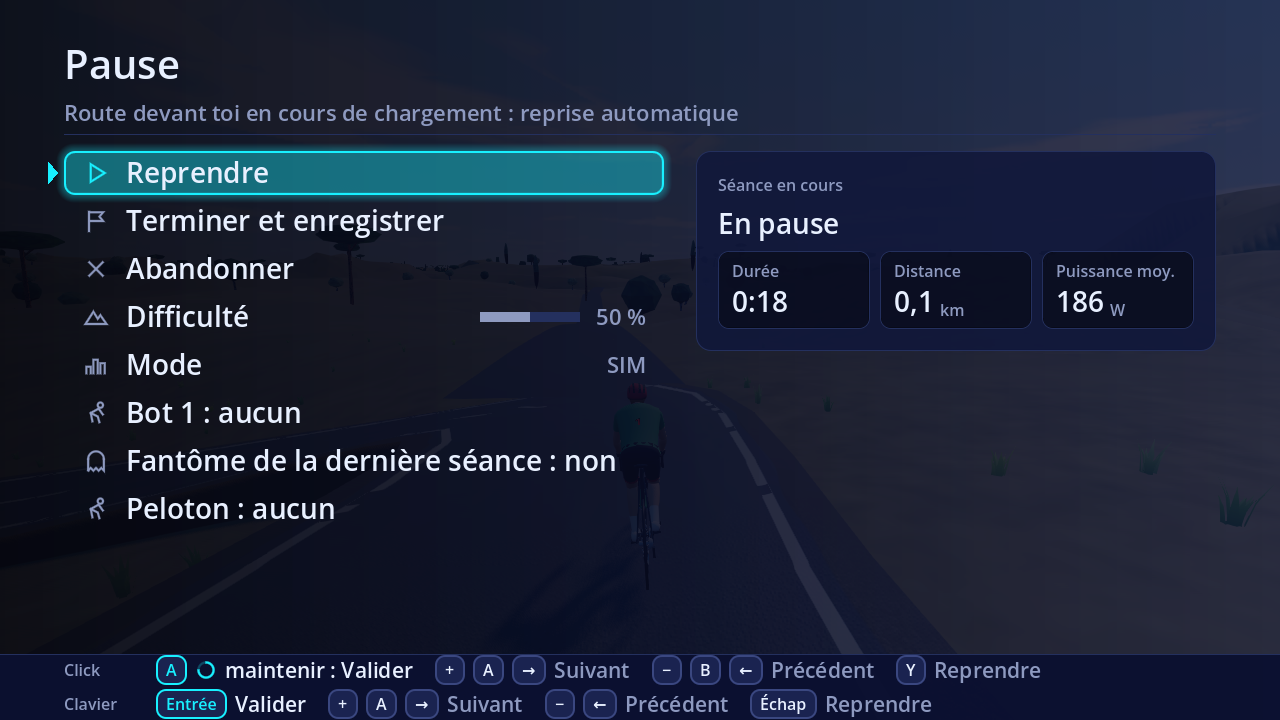 Pause
Route devant toi en cours de chargement : reprise automatique
Reprendre
Terminer et enregistrer
Abandonner
Difficulté 50 %
Mode SIM
Bot 1 : aucun
Fantôme de la dernière séance : non
Peloton : aucun
Séance en cours
En pause
Durée Distance Puissance moy.
0:18 0,1 km 186 W
Click A maintenir : Valider + A → Suivant − B ← Précédent Y Reprendre
Clavier Entrée Valider + A → Suivant − ← Précédent Échap Reprendre